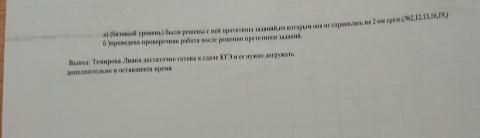 а) (базовый уровень) были решены с ней прототипы заданий,по которым она не справилась на 2-ом срезе.(№2,12,13,16,19,)
б )проведена проверочная работа после решения прототипов заданий.
Вывод: Темирова Лиана достаточно готова к сдаче ЕГЭ и ее нужно догружать
дополнительно в оставшееся время